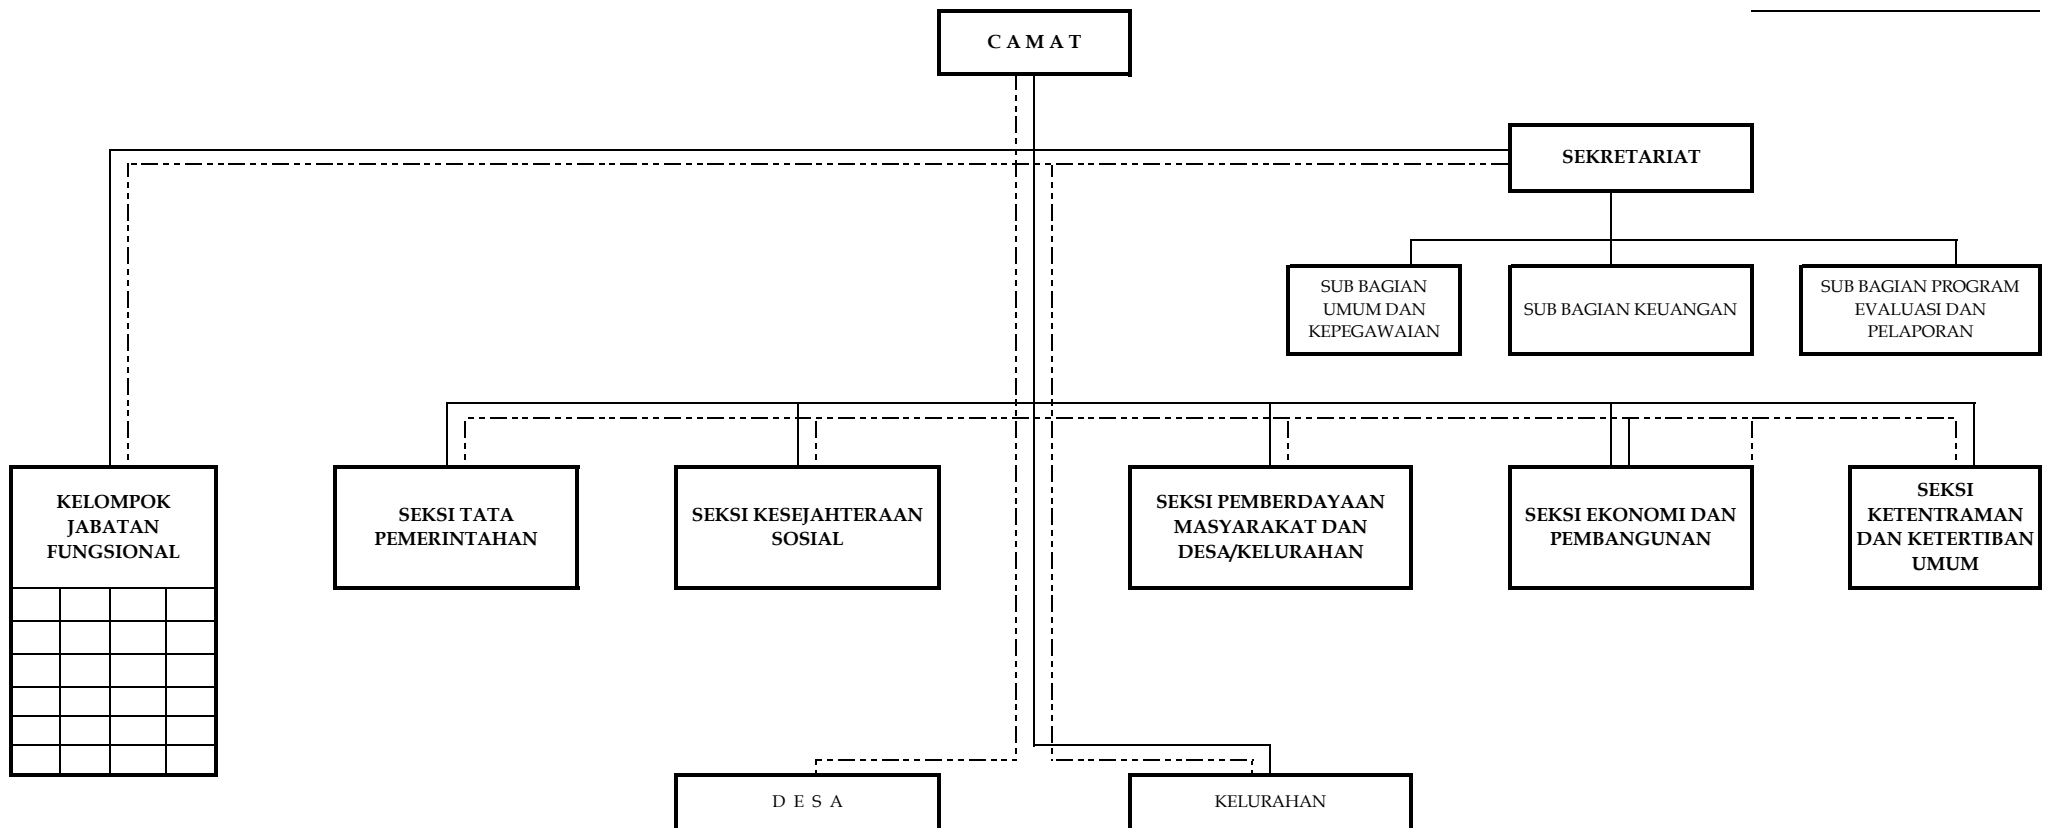 C A M A T
SEKRETARIAT
SUB BAGIAN
UMUM DAN
KEPEGAWAIAN
SUB BAGIAN KEUANGAN
SUB BAGIAN PROGRAM
EVALUASI DAN
PELAPORAN
KELOMPOK
JABATAN
FUNGSIONAL
SEKSI TATA
PEMERINTAHAN
SEKSI KESEJAHTERAAN
SOSIAL
SEKSI PEMBERDAYAAN
MASYARAKAT DAN
DESA/KELURAHAN
SEKSI EKONOMI DAN
PEMBANGUNAN
SEKSI
KETENTRAMAN
DAN KETERTIBAN
UMUM
D E S A
KELURAHAN